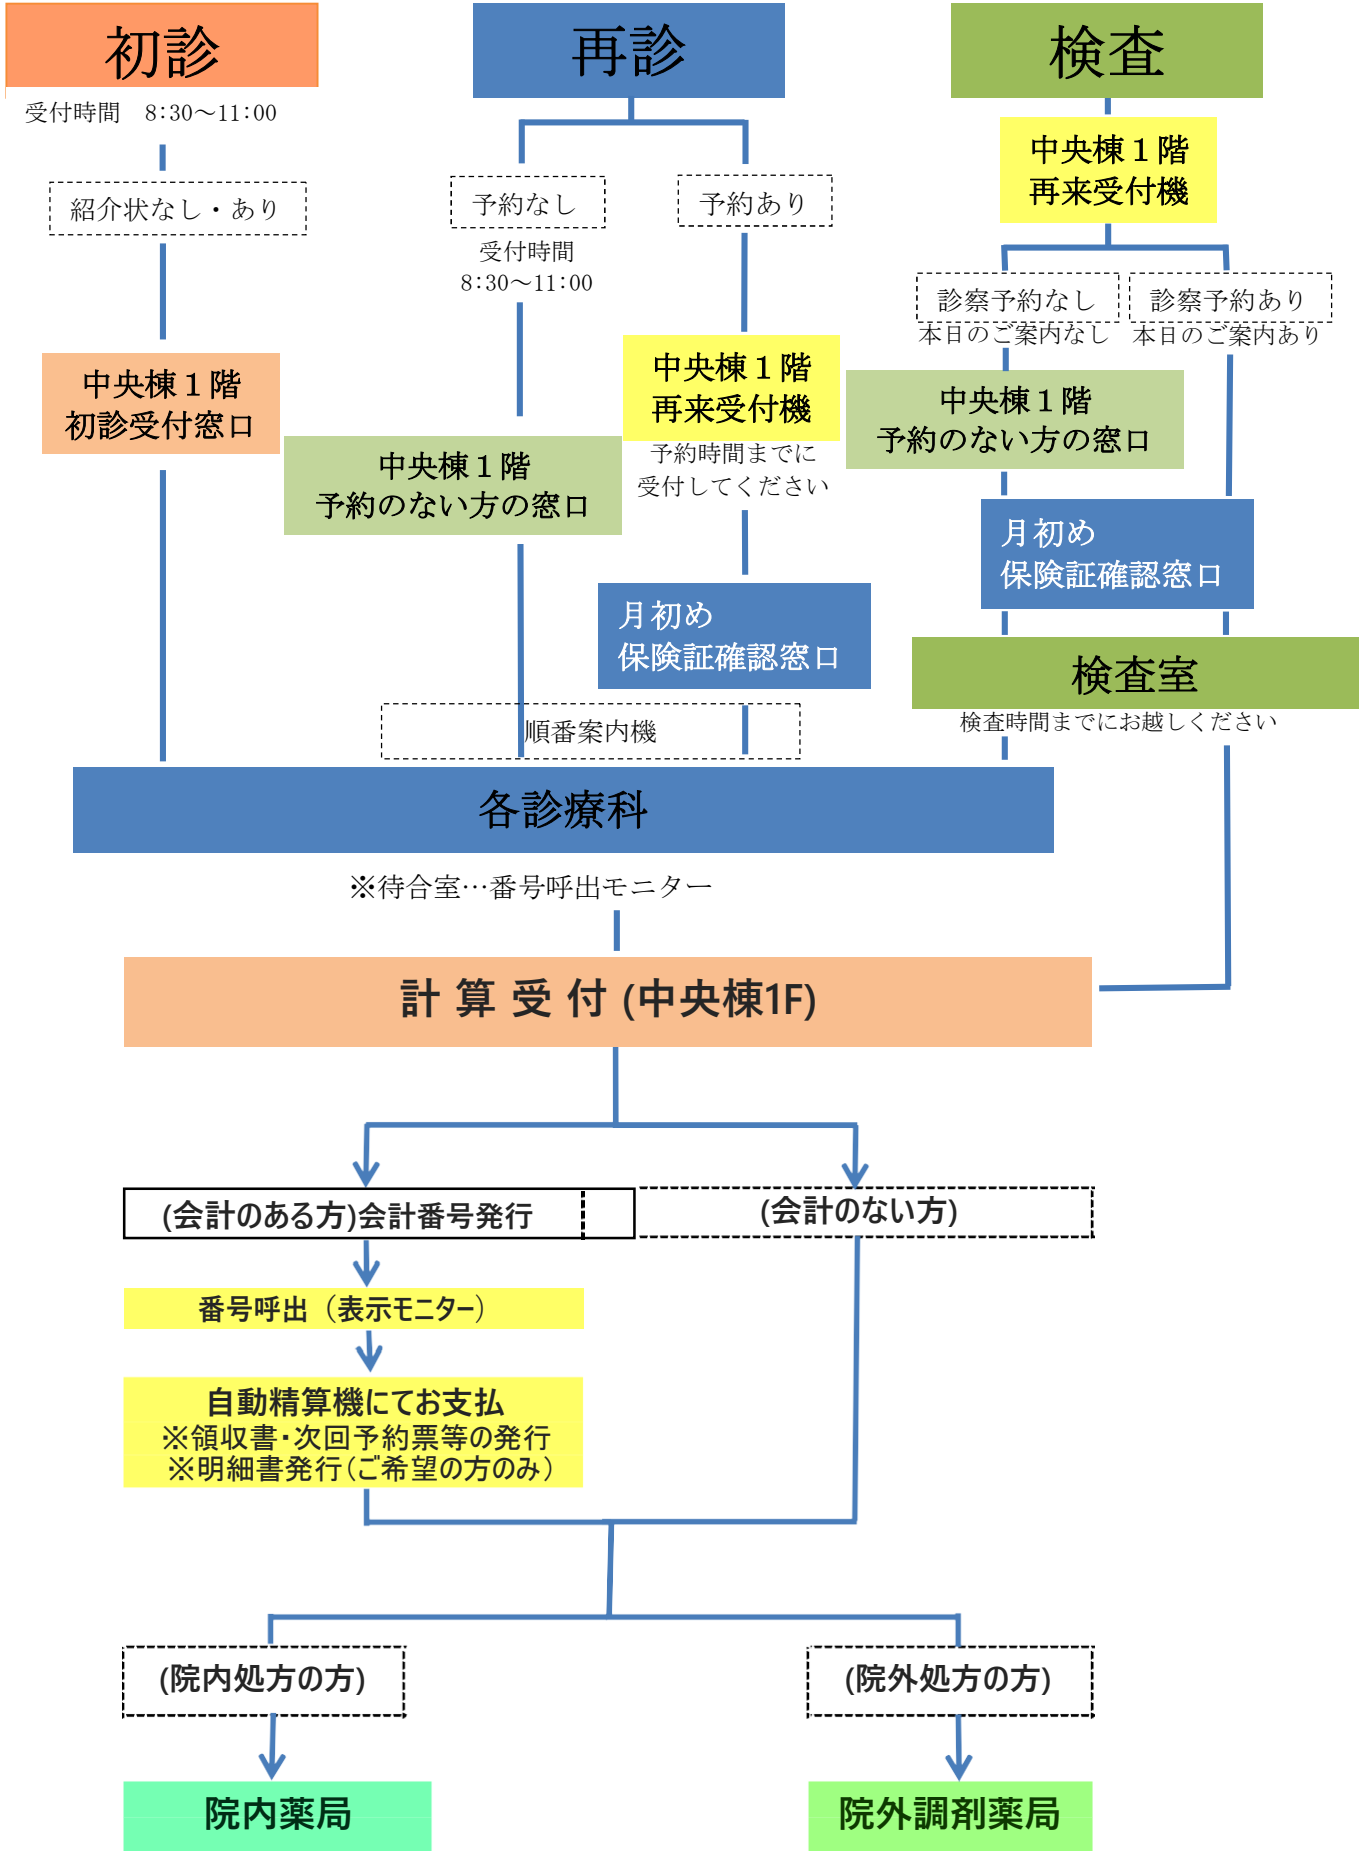 初診
受付時間　8:30～11:00
紹介状なし・あり
中央棟１階
初診受付窓口
再診
予約なし
受付時間
8:30～11:00
中央棟１階
予約のない方の窓口
予約あり
中央棟１階
再来受付機
予約時間までに
受付してください
月初め
保険証確認窓口
順番案内機
検査
中央棟１階
再来受付機
診察予約なし
本日のご案内なし
診察予約あり
本日のご案内あり
中央棟１階
予約のない方の窓口
月初め
保険証確認窓口
検査室
検査時間までにお越しください
各診療科
※待合室…番号呼出モニター
計 算 受 付 (中央棟1F)
(会計のある方)会計番号発行
(会計のない方)
番号呼出（表示モニター）
自動精算機にてお支払
※領収書・次回予約票等の発行
※明細書発行（ご希望の方のみ）
(院内処方の方)
(院外処方の方)
院内薬局
院外調剤薬局